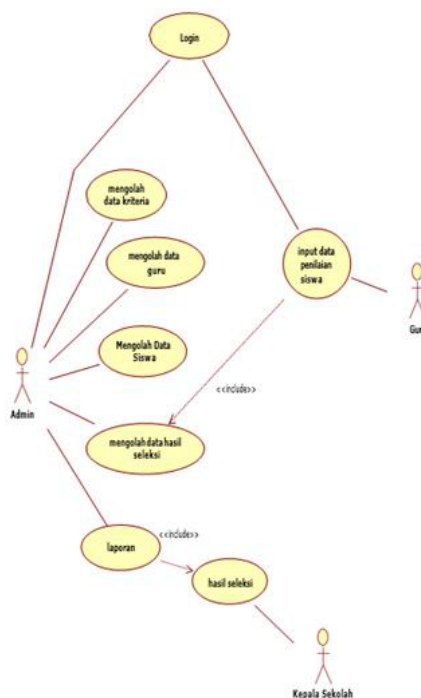 Login
mengolah
data kriteria
mengolah data
guru
input data
penilaian
siswa
Mengolah Data
Siswa
Admin
<<include>>
mengolah data hasil
seleksi
<<include>>
laporan
hasil seleksi
Kepala Sekolah